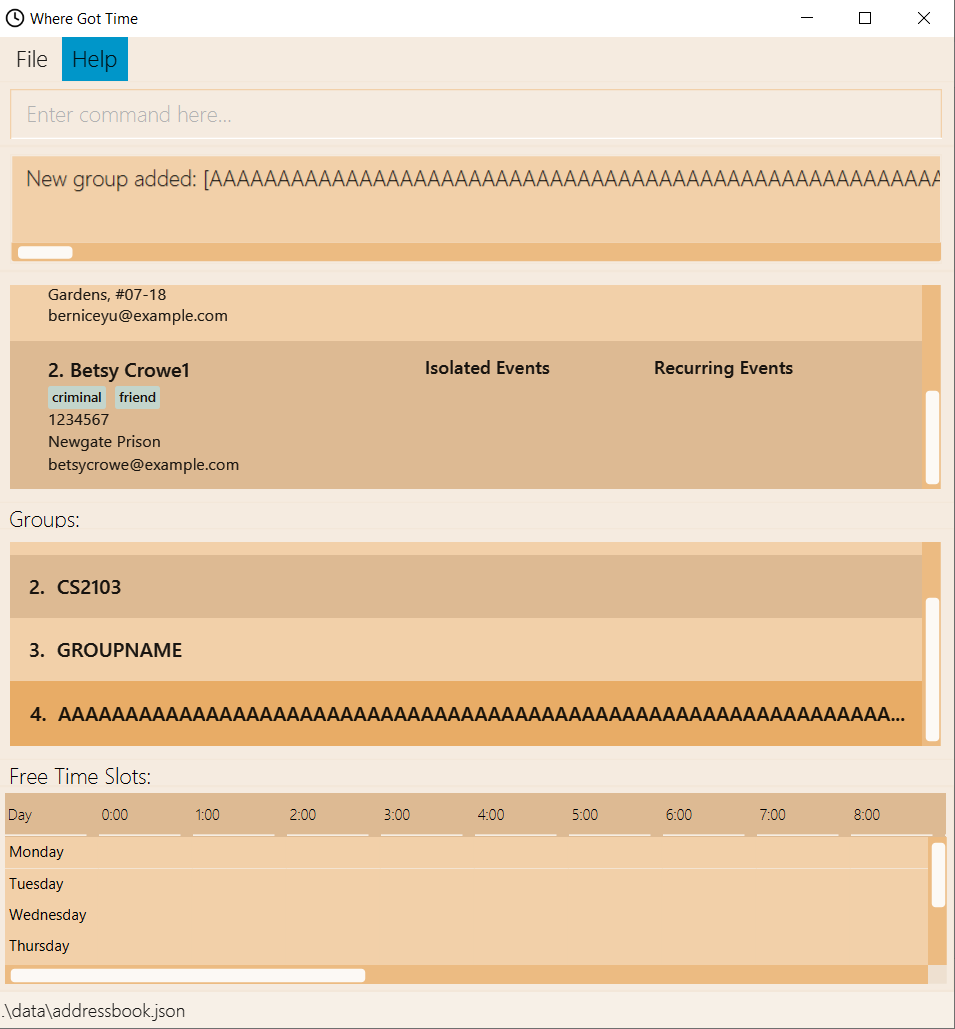 Where Got Time
File Help
Enter command here...
New group added: [AAAAAAAAAAAAAAAAAAAAAAAAAAAAAAAAAAAAAAAAAAAAAAAAAAAAAA
Gardens, #07-18
berniceyu@example.com
2. Betsy Crowe1 Isolated Events Recurring Events
criminal friend
1234567
Newgate Prison
betsycrowe@example.com
Groups:
2. CS2103
3. GROUPNAME
4. AAAAAAAAAAAAAAAAAAAAAAAAAAAAAAAAAAAAAAAAAAAAAAAAAAAAAAAAAAAAAA...
Free Time Slots:
Day 0:00 1:00 2:00 3:00 4:00 5:00 6:00 7:00 8:00
Monday
Tuesday
Wednesday
Thursday
.\data\addressbook.json